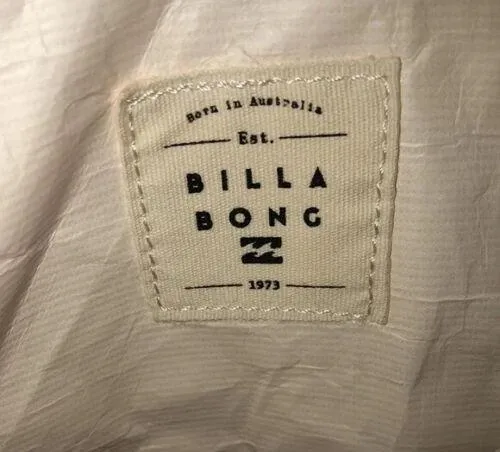 Born in Australia
Est.
BILLA
BONG
1973